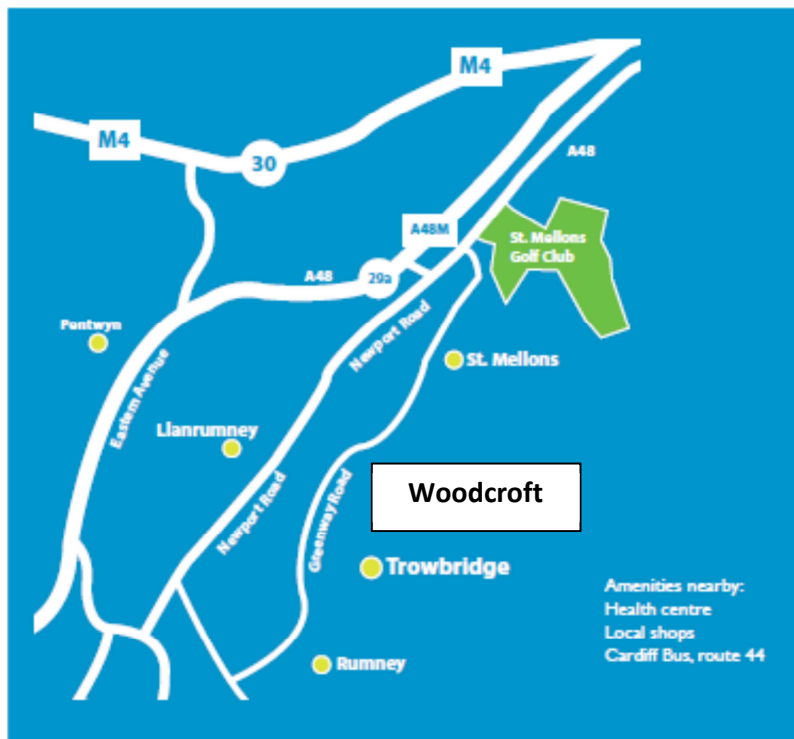 M4
M4
30
A48
A48M
St. Mellons
Golf Club
A48
29a
Pentwyn
Newport Road
St. Mellons
Eastern Avenue
Llanrumney
Woodcroft
Newport Road
Greenway Road
Trowbridge
Amenities nearby:
Health centre
Local shops
Cardiff Bus, route 44
Rumney